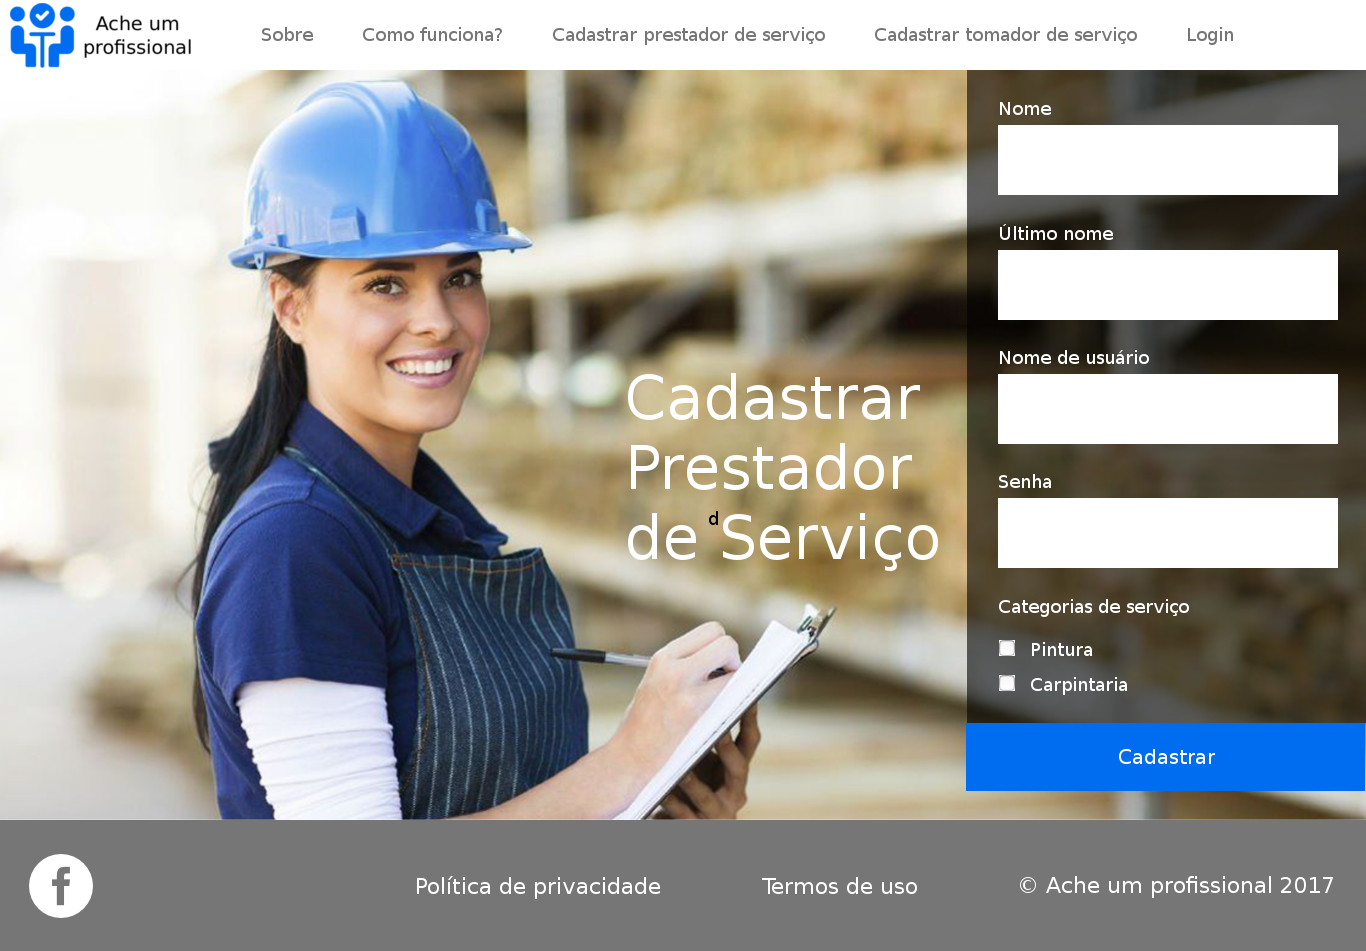 Ache um
profissional
Sobre
Como funciona?
Cadastrar prestador de serviço
Cadastrar tomador de serviço
Login
Cadastrar
Prestador
de Serviço
d
Nome
Último nome
Nome de usuário
Senha
Categorias de serviço
Pintura
Carpintaria
Cadastrar
f
Política de privacidade
Termos de uso
© Ache um profissional 2017